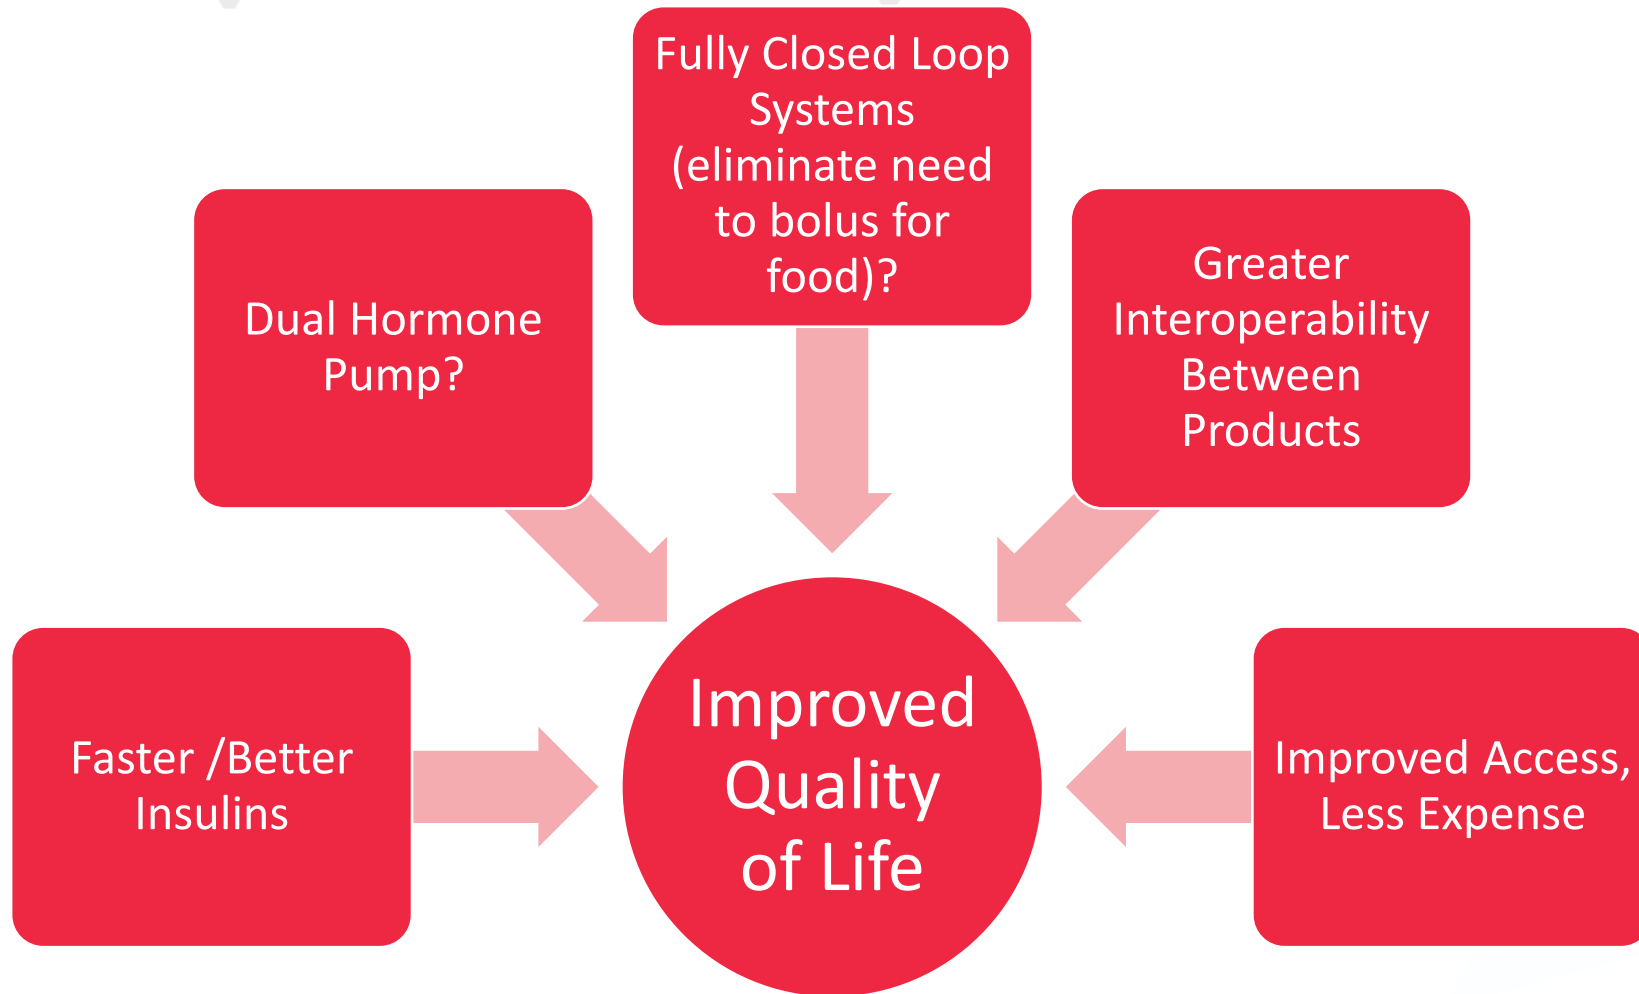 Fully Closed Loop
Systems
(eliminate need
to bolus for
food)?
Dual Hormone
Pump?
Greater
Interoperability
Between
Products
Faster /Better
Insulins
Improved
Quality
of Life
Improved Access,
Less Expense